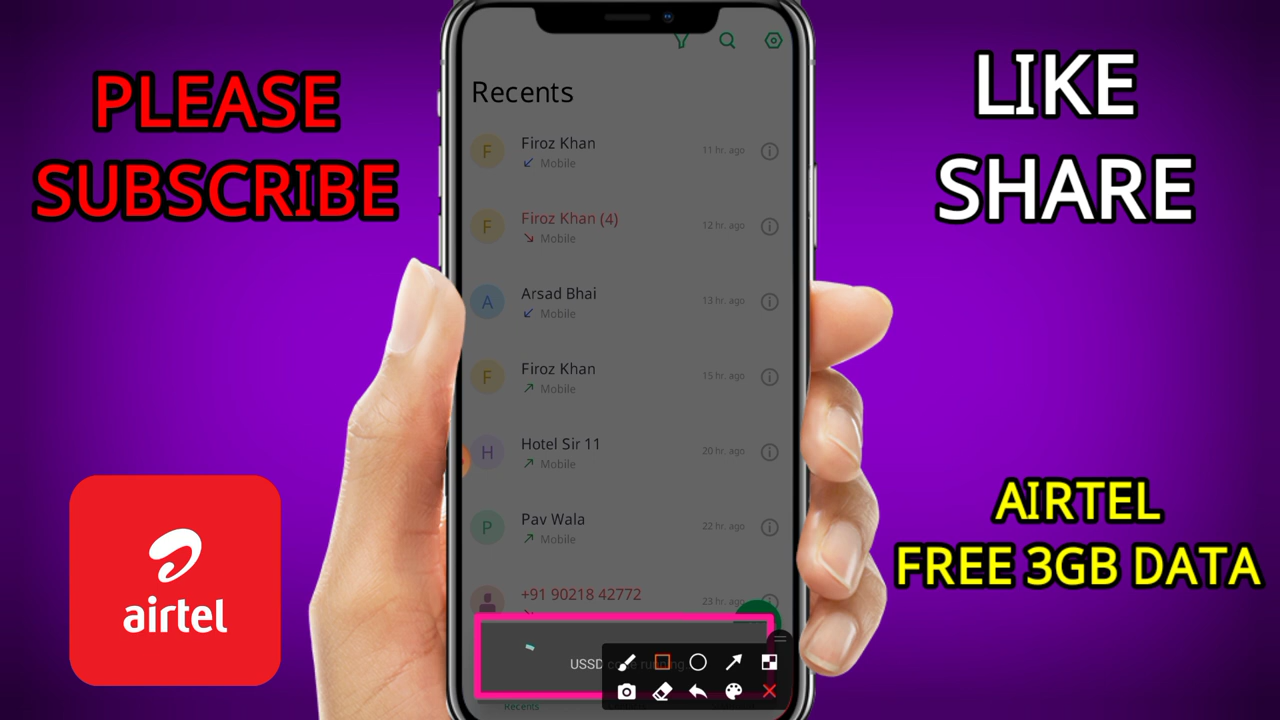 PLEASE
SUBSCRIBE
LIKE
SHARE
Recents
F
Firoz Khan
Mobile
11 hr. ago
F
Firoz Khan (4)
Mobile
12 hr. ago
A
Arsad Bhai
Mobile
13 hr. ago
F
Firoz Khan
Mobile
15 hr. ago
H
Hotel Sir 11
Mobile
20 hr. ago
P
Pav Wala
Mobile
22 hr. ago
+91 90218 42772
23 hr. ago
USSD code running
Recents
airtel
AIRTEL
FREE 3GB DATA